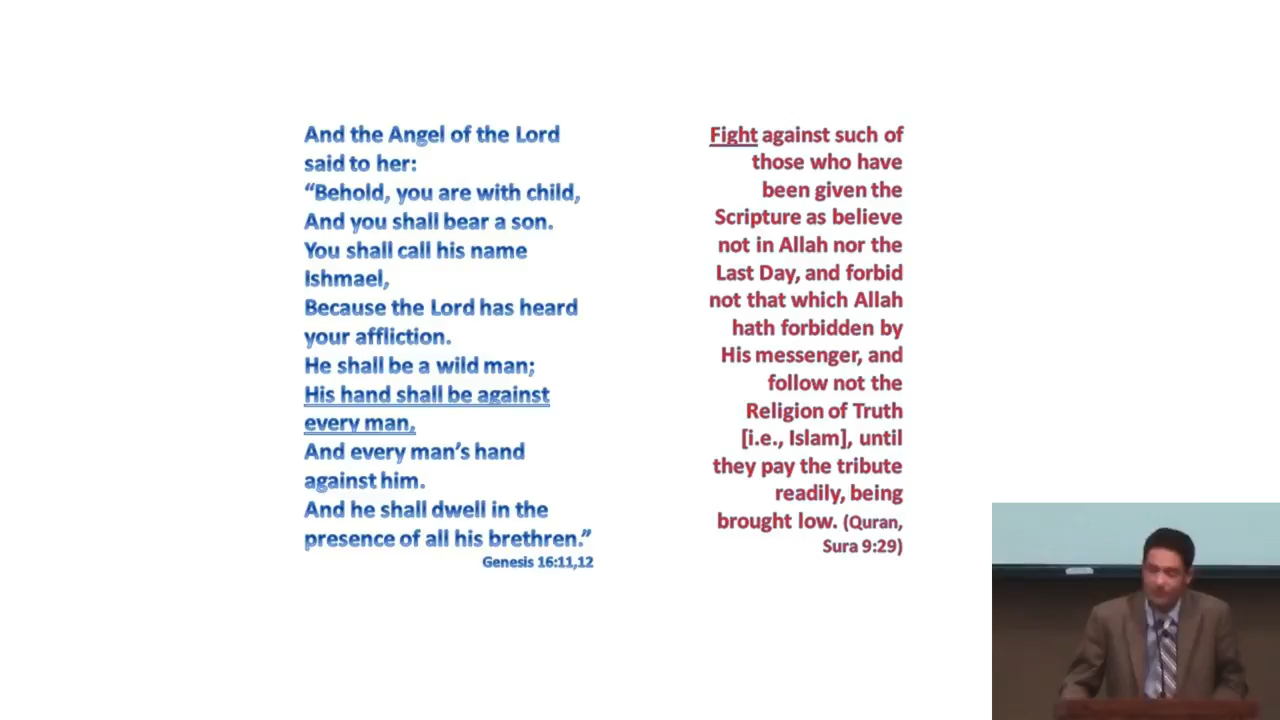 And the Angel of the Lord
said to her:
“Behold, you are with child,
And you shall bear a son.
You shall call his name
Ishmael,
Because the Lord has heard
your affliction.
He shall be a wild man;
His hand shall be against
every man,
And every man’s hand
against him.
And he shall dwell in the
presence of all his brethren.”
Genesis 16:11,12
Fight against such of
those who have
been given the
Scripture as believe
not in Allah nor the
Last Day, and forbid
not that which Allah
hath forbidden by
His messenger, and
follow not the
Religion of Truth
[i.e., Islam], until
they pay the tribute
readily, being
brought low. (Quran,
Sura 9:29)